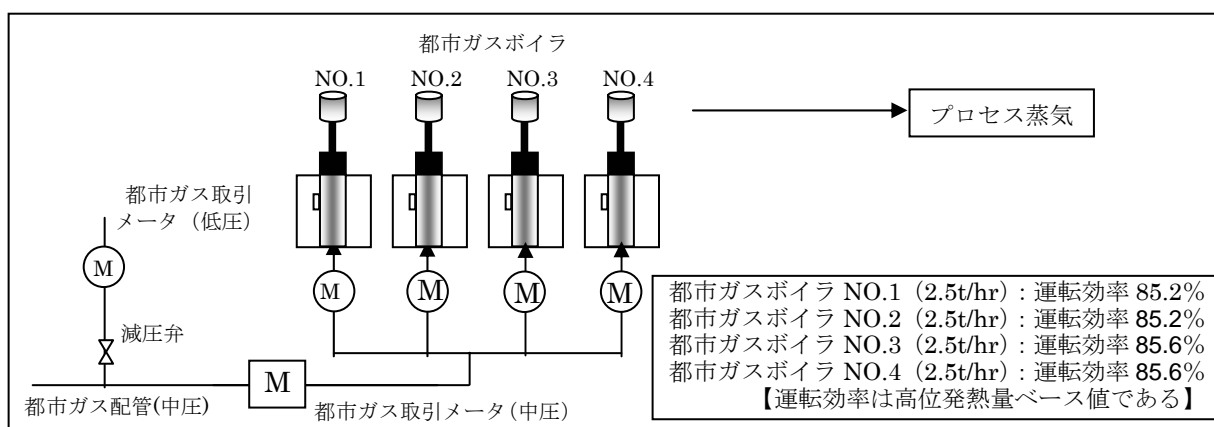 都市ガスボイラ
NO.1 NO.2 NO.3 NO.4
プロセス蒸気
都市ガス取引
メータ（低圧）
M
M
M
M
M
減圧弁
M
都市ガス配管(中圧)
都市ガス取引メータ(中圧)
都市ガスボイラ NO.1（2.5t/hr）：運転効率 85.2%
都市ガスボイラ NO.2（2.5t/hr）：運転効率 85.2%
都市ガスボイラ NO.3（2.5t/hr）：運転効率 85.6%
都市ガスボイラ NO.4（2.5t/hr）：運転効率 85.6%
【運転効率は高位発熱量ベース値である】